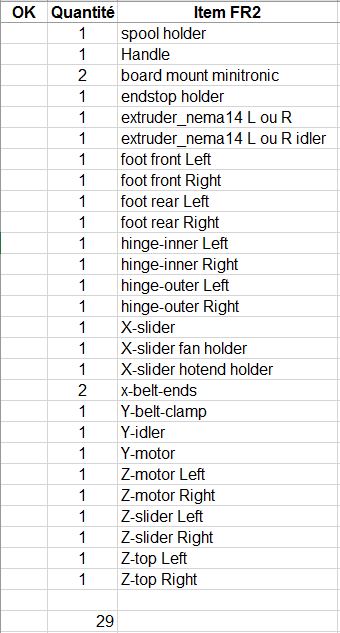 OK Quantité Item FR2
1 spool holder
1 Handle
2 board mount minitronic
1 endstop holder
1 extruder_nema14 L ou R
1 extruder_nema14 L ou R idler
1 foot front Left
1 foot front Right
1 foot rear Left
1 foot rear Right
1 hinge-inner Left
1 hinge-inner Right
1 hinge-outer Left
1 hinge-outer Right
1 X-slider
1 X-slider fan holder
1 X-slider hotend holder
2 x-belt-ends
1 Y-belt-clamp
1 Y-idler
1 Y-motor
1 Z-motor Left
1 Z-motor Right
1 Z-slider Left
1 Z-slider Right
1 Z-top Left
1 Z-top Right
29